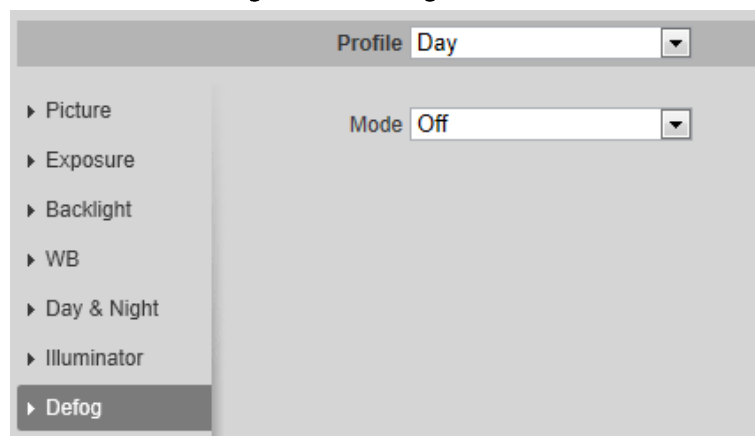 Profile Day
Picture
Mode Off
Exposure
Backlight
WB
Day & Night
Illuminator
Defog